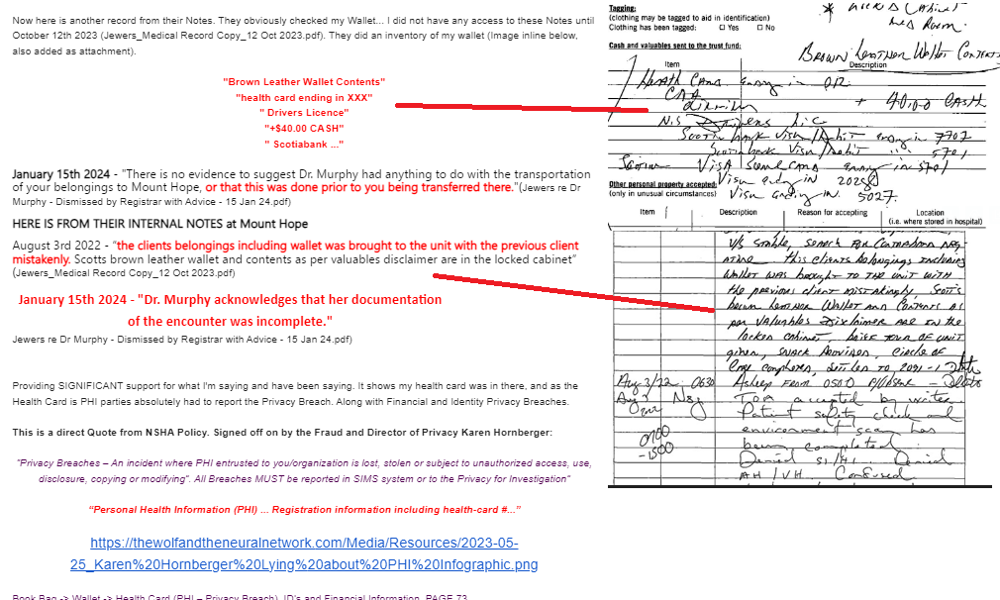 Now here is another record from their Notes. They obviously checked my Wallet... I did not have any access to these Notes until
October 12th 2023 (Jewers_Medical Record Copy_12 Oct 2023.pdf). They did an inventory of my wallet (Image inline below,
also added as attachment).
"Brown Leather Wallet Contents"
"health card ending in XXX"
" Drivers Licence"
"+$40.00 CASH"
" Scotiabank ..."
January 15th 2024 - "There is no evidence to suggest Dr. Murphy had anything to do with the transportation
of your belongings to Mount Hope, or that this was done prior to you being transferred there."(Jewers re Dr
Murphy - Dismissed by Registrar with Advice - 15 Jan 24.pdf)
HERE IS FROM THEIR INTERNAL NOTES at Mount Hope
August 3rd 2022 - "the clients belongings including wallet was brought to the unit with the previous client
mistakenly. Scotts brown leather wallet and contents as per valuables disclaimer are in the locked cabinet"
(Jewers_Medical Record Copy_12 Oct 2023.pdf)
January 15th 2024 - "Dr. Murphy acknowledges that her documentation
of the encounter was incomplete."
Jewers re Dr Murphy - Dismissed by Registrar with Advice - 15 Jan 24.pdf)
Providing SIGNIFICANT support for what I'm saying and have been saying. It shows my health card was in there, and as the
Health Card is PHI parties absolutely had to report the Privacy Breach. Along with Financial and Identity Privacy Breaches.
This is a direct Quote from NSHA Policy. Signed off on by the Fraud and Director of Privacy Karen Hornberger:
"Privacy Breaches – An incident where PHI entrusted to you/organization is lost, stolen or subject to unauthorized access, use,
disclosure, copying or modifying". All Breaches MUST be reported in SIMS system or to the Privacy for Investigation"
"Personal Health Information (PHI) ... Registration information including health-card #..."
https://thewolfandtheneuralnetwork.com/Media/Resources/2023-05-
25_Karen%20Hornberger%20Lying%20about%20PHI%20Infographic.png
Book Bag -> Wallet -> Health Card (PHI – Privacy Breach), ID's and Financial Information. PAGE 73
Tagging:
(clothing may be tagged to aid in identification)
Clothing has been tagged: □ Yes □ No
* Med Room.
Cash and valuables sent to the trust fund:
Brown Leather Wallet Contents
Item Description
Health Card ending in
CAA + 40.00 CASH
N.S Drivers Lic
Scotia bank Visa/Debit ending in 7702
Scotiabank Visa/Debit ... 5701
Scotia VISA Scene Card ending in
Other personal property accepted:
(only in unusual circumstances)
Visa ending in
Visa ending in 5027.
Item Description Reason for accepting Location
(i.e. where stored in hospital)
v/s stable, search for contraband neg
ative this clients belongings including
wallet was brought to the unit with
the previous client mistakingly. Scott's
brown leather wallet and contents as
per valuables disclaimer are in the
locked cabinet, brief tour of unit
given, snack provided, circle of
care completed, settled to 2091-1
Aug 3/22 0630 Asleep from 0500
Aug 3 Nsg TOA accepted by writer.
Patient safety check and
0700 environment scan has
-1500 been completed
Denied SI/HI. Denied
AH/VH. Confused